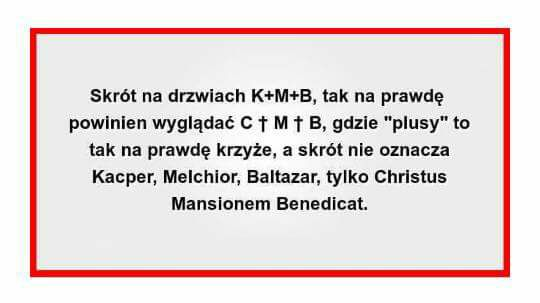 Skrót na drzwiach K+M+B, tak na prawdę
powinien wyglądać C † M † B, gdzie "plusy" to
tak na prawdę krzyże, a skrót nie oznacza
Kacper, Melchior, Baltazar, tylko Christus
Mansionem Benedicat.